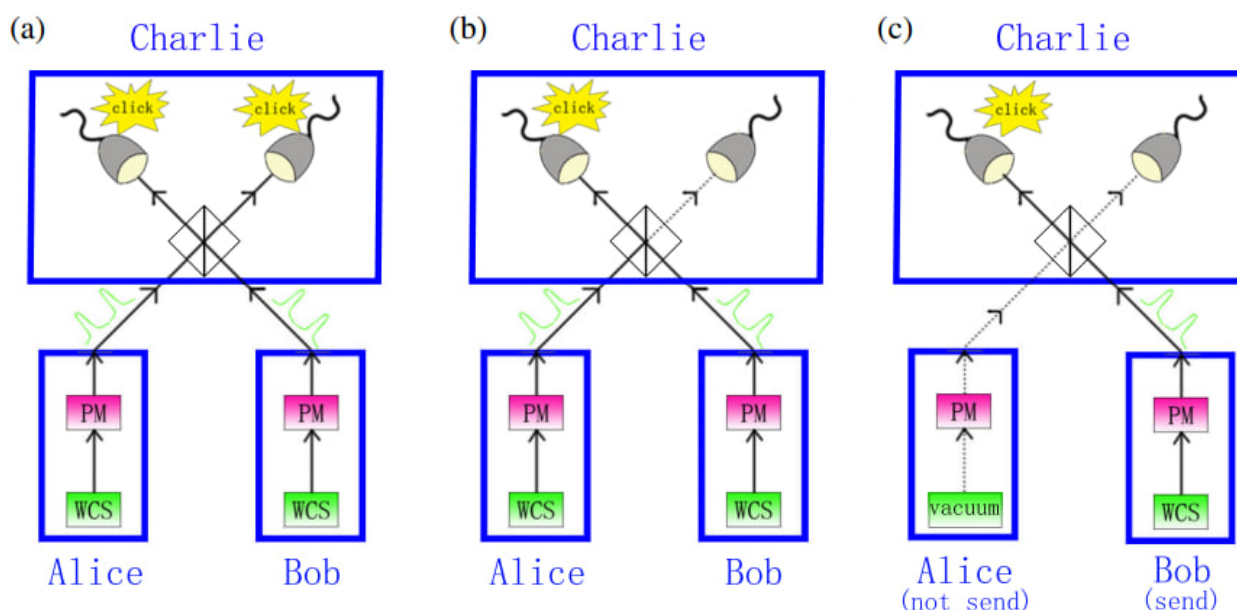 (a)
Charlie
click
click
PM
PM
WCS
WCS
Alice
Bob
(b)
Charlie
click
PM
PM
WCS
WCS
Alice
Bob
(c)
Charlie
click
PM
PM
vacuum
WCS
Alice
(not send)
Bob
(send)